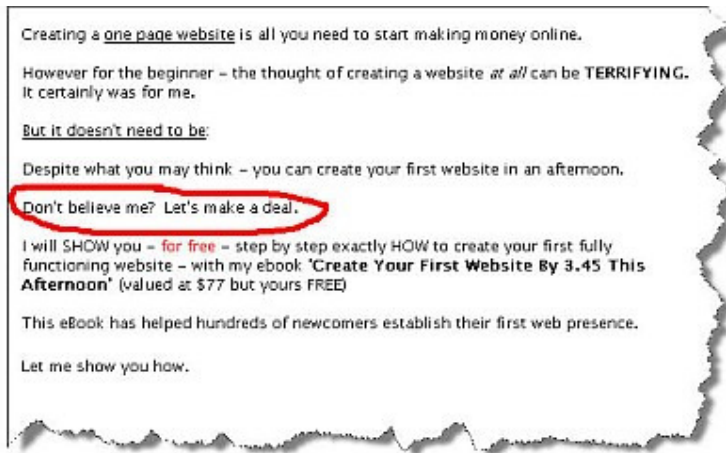 Creating a one page website is all you need to start making money online.
However for the beginner – the thought of creating a website at all can be TERRIFYING.
It certainly was for me.
But it doesn't need to be:
Despite what you may think – you can create your first website in an afternoon.
Don't believe me? Let's make a deal.
I will SHOW you – for free – step by step exactly HOW to create your first fully
functioning website – with my ebook "Create Your First Website By 3.45 This
Afternoon" (valued at $77 but yours FREE)
This eBook has helped hundreds of newcomers establish their first web presence.
Let me show you how.